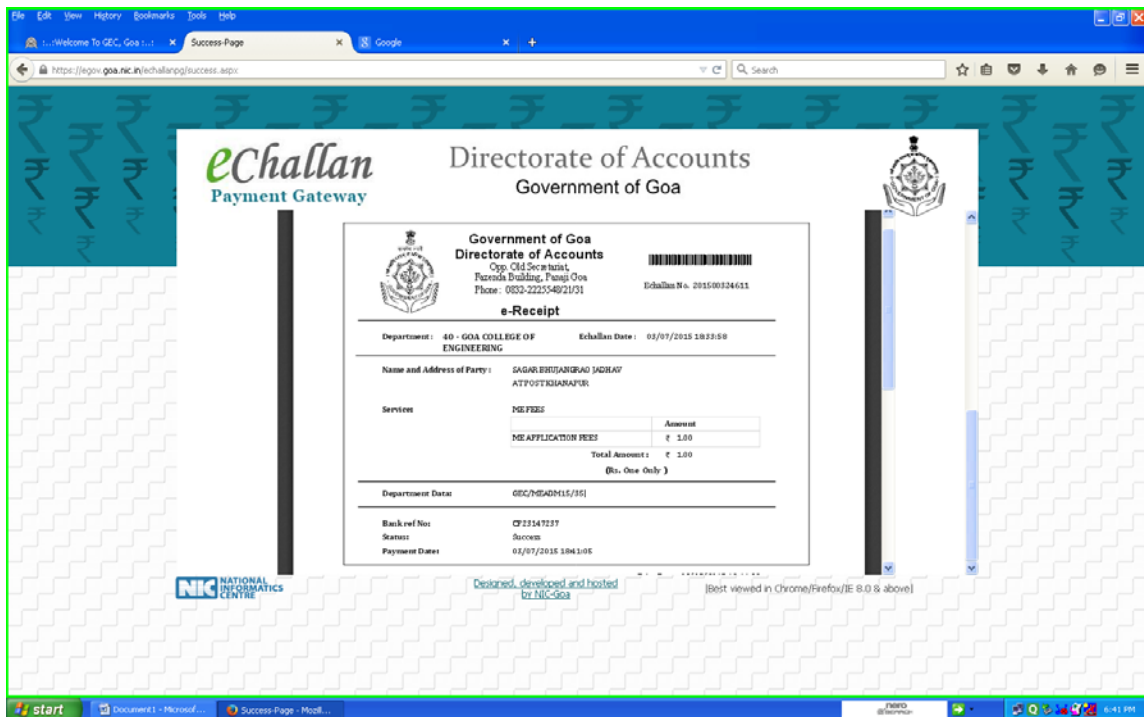 File Edit View History Bookmarks Tools Help
:..:Welcome To GEC, Goa :..: × Success-Page × Google × +
https://egov.goa.nic.in/echallanpg/success.aspx Search
eChallan
Payment Gateway
Directorate of Accounts
Government of Goa
Government of Goa
Directorate of Accounts
Opp. Old Secretariat,
Fazenda Building, Panaji Goa
Phone : 0832-2225548/21/31
Echallan No. 201500324611
e-Receipt
Department : 40 - GOA COLLEGE OF ENGINEERING
Echallan Date : 03/07/2015 18:33:58
Name and Address of Party : SAGAR BHUJANGRAO JADHAV
ATPOST KHANAPUR
Services ME FEES
Amount
ME APPLICATION FEES ₹ 1.00
Total Amount : ₹ 1.00
(Rs. One Only )
Department Data: GEC/MEADM15/35|
Bank ref No: CP23147237
Status: Success
Payment Date: 03/07/2015 18:41:05
NIC NATIONAL
INFORMATICS
CENTRE
Designed, developed and hosted
by NIC-Goa
[Best viewed in Chrome/Firefox/IE 8.0 & above]
start Document1 - Microsof... Success-Page - Mozil... nero 6:41 PM